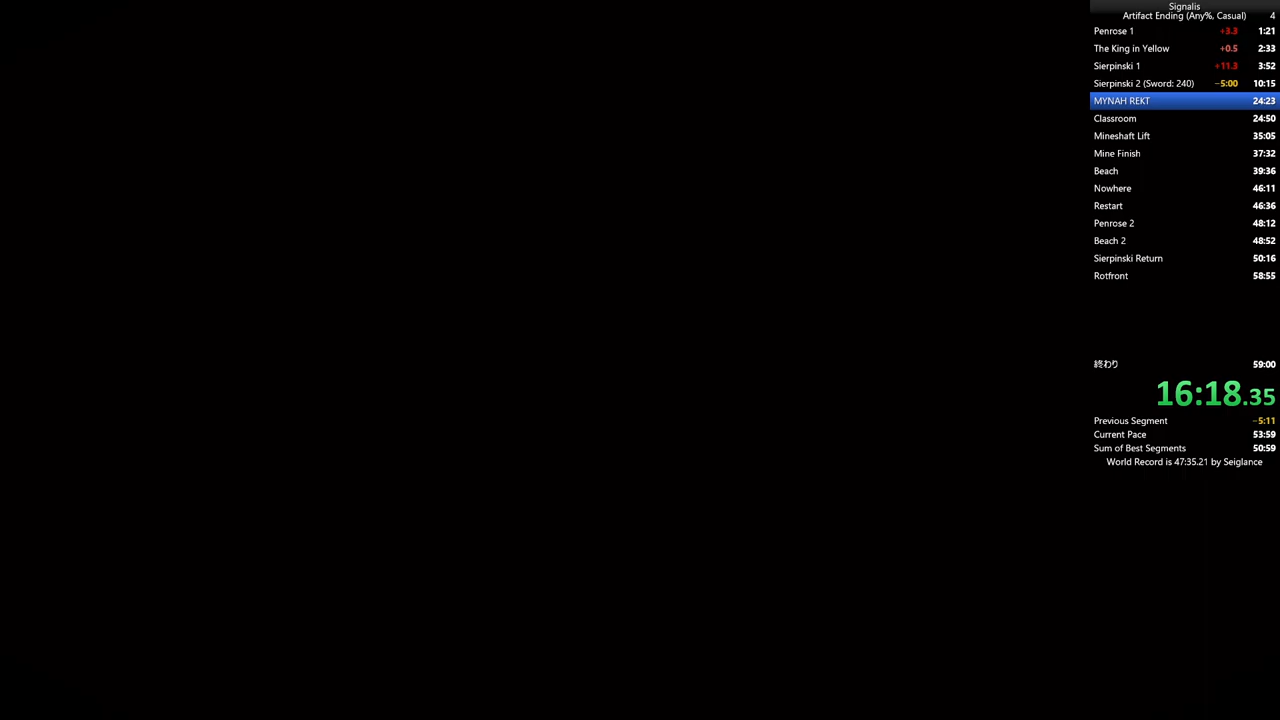 Signalis
Artifact Ending (Any%, Casual) 4
Penrose 1 +3.3 1:21
The King in Yellow +0.5 2:33
Sierpinski 1 +11.3 3:52
Sierpinski 2 (Sword: 240) −5:00 10:15
MYNAH REKT 24:23
Classroom 24:50
Mineshaft Lift 35:05
Mine Finish 37:32
Beach 39:36
Nowhere 46:11
Restart 46:36
Penrose 2 48:12
Beach 2 48:52
Sierpinski Return 50:16
Rotfront 58:55
終わり 59:00
16:18.35
Previous Segment −5:11
Current Pace 53:59
Sum of Best Segments 50:59
World Record is 47:35.21 by Seiglance